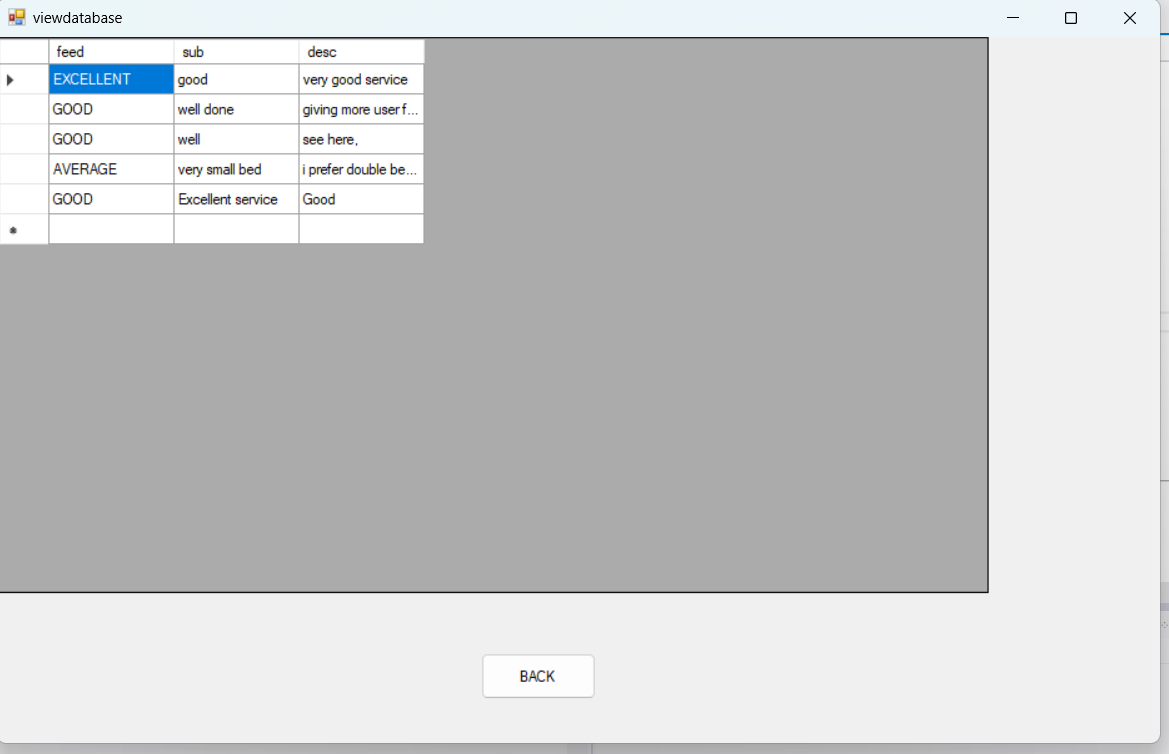 viewdatabase
feed sub desc
EXCELLENT good very good service
GOOD well done giving more user f...
GOOD well see here,
AVERAGE very small bed i prefer double be...
GOOD Excellent service Good
BACK